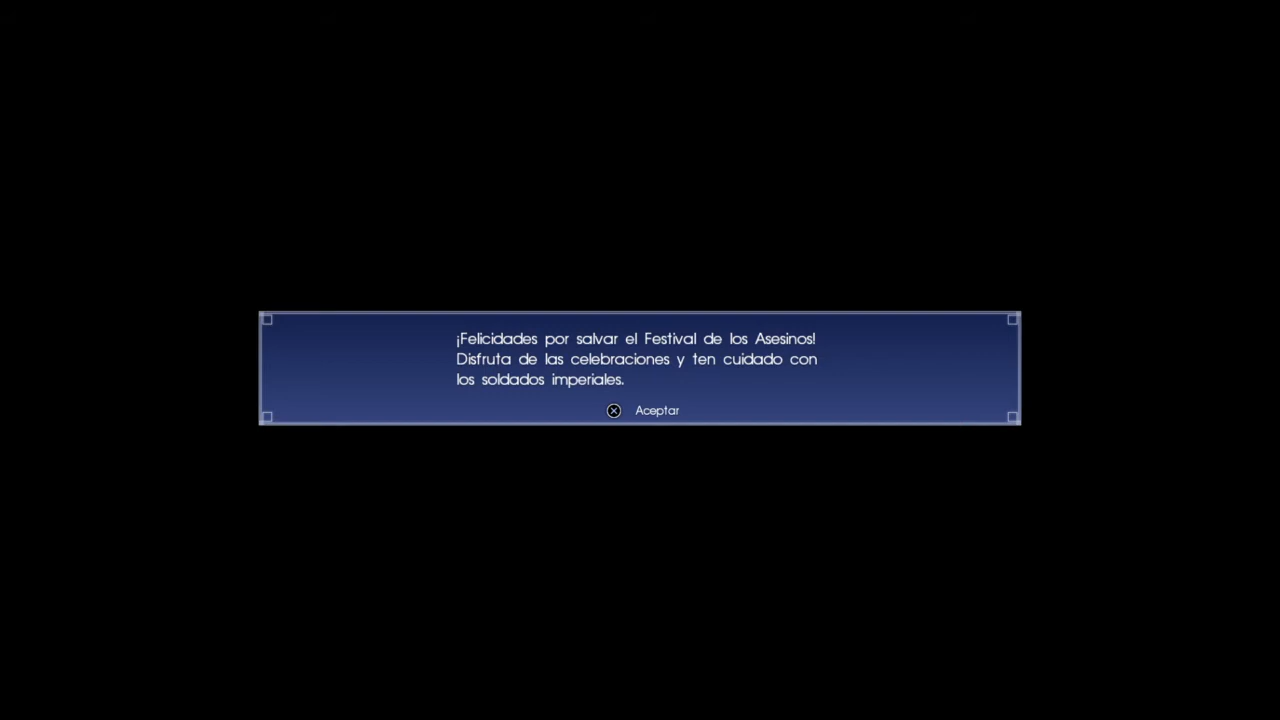 ¡Felicidades por salvar el Festival de los Asesinos!
Disfruta de las celebraciones y ten cuidado con
los soldados imperiales.
Aceptar